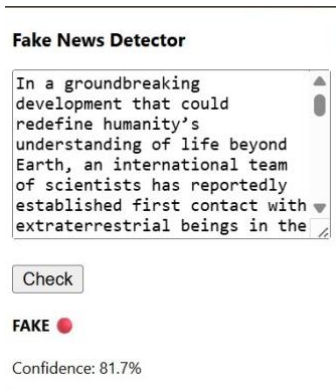 Fake News Detector
In a groundbreaking
development that could
redefine humanity’s
understanding of life beyond
Earth, an international team
of scientists has reportedly
established first contact with
extraterrestrial beings in the
Check
FAKE 🔴
Confidence: 81.7%